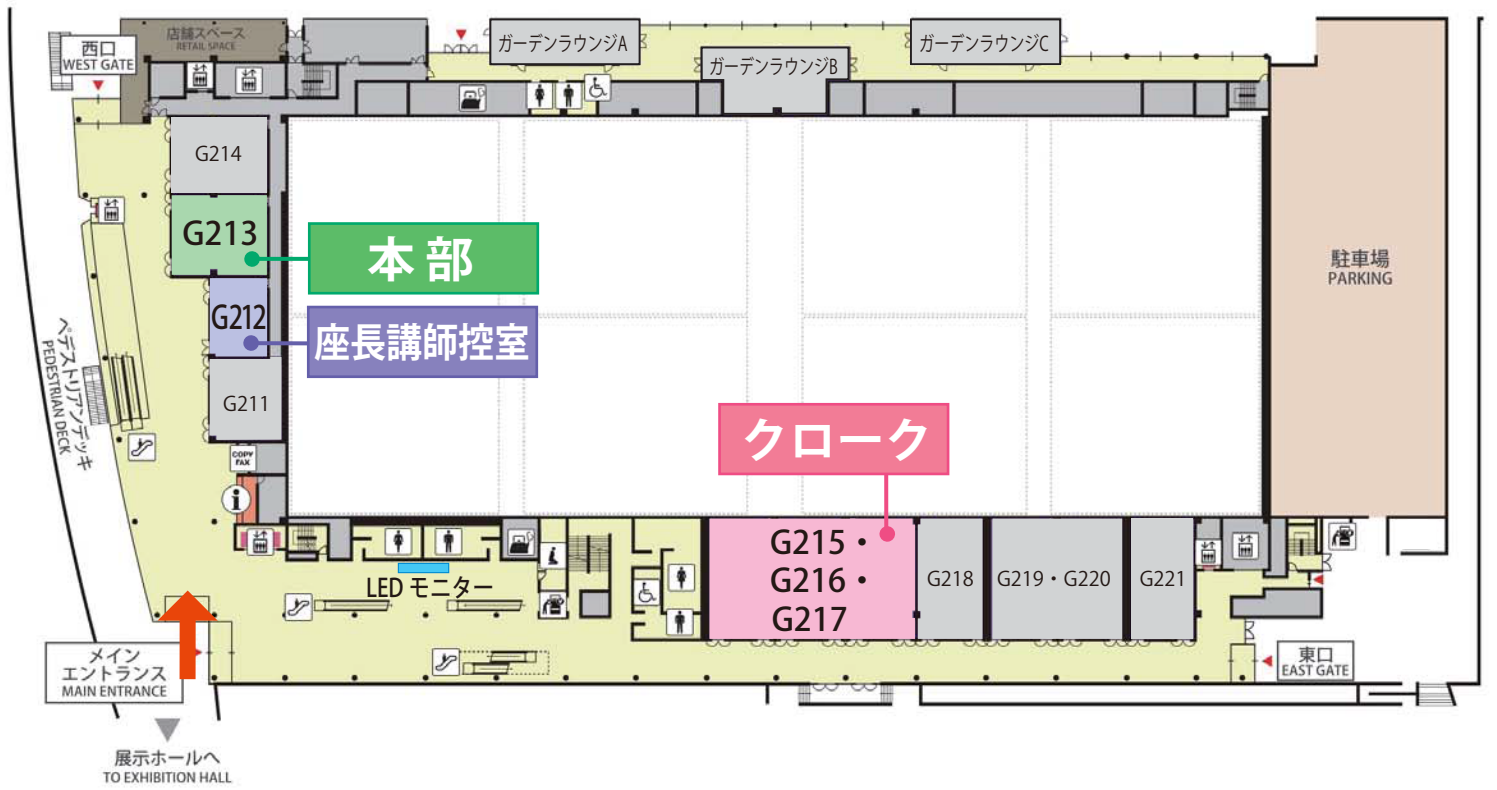 店舗スペース
RETAIL SPACE
西口
WEST GATE
ガーデンラウンジA
ガーデンラウンジB
ガーデンラウンジC
G214
G213
本部
G212
座長講師控室
G211
駐車場
PARKING
ペデストリアンデッキ
PEDESTRIAN DECK
COPY
FAX
i
クローク
LED モニター
G215・
G216・
G217
G218
G219・G220
G221
メイン
エントランス
MAIN ENTRANCE
東口
EAST GATE
展示ホールへ
TO EXHIBITION HALL